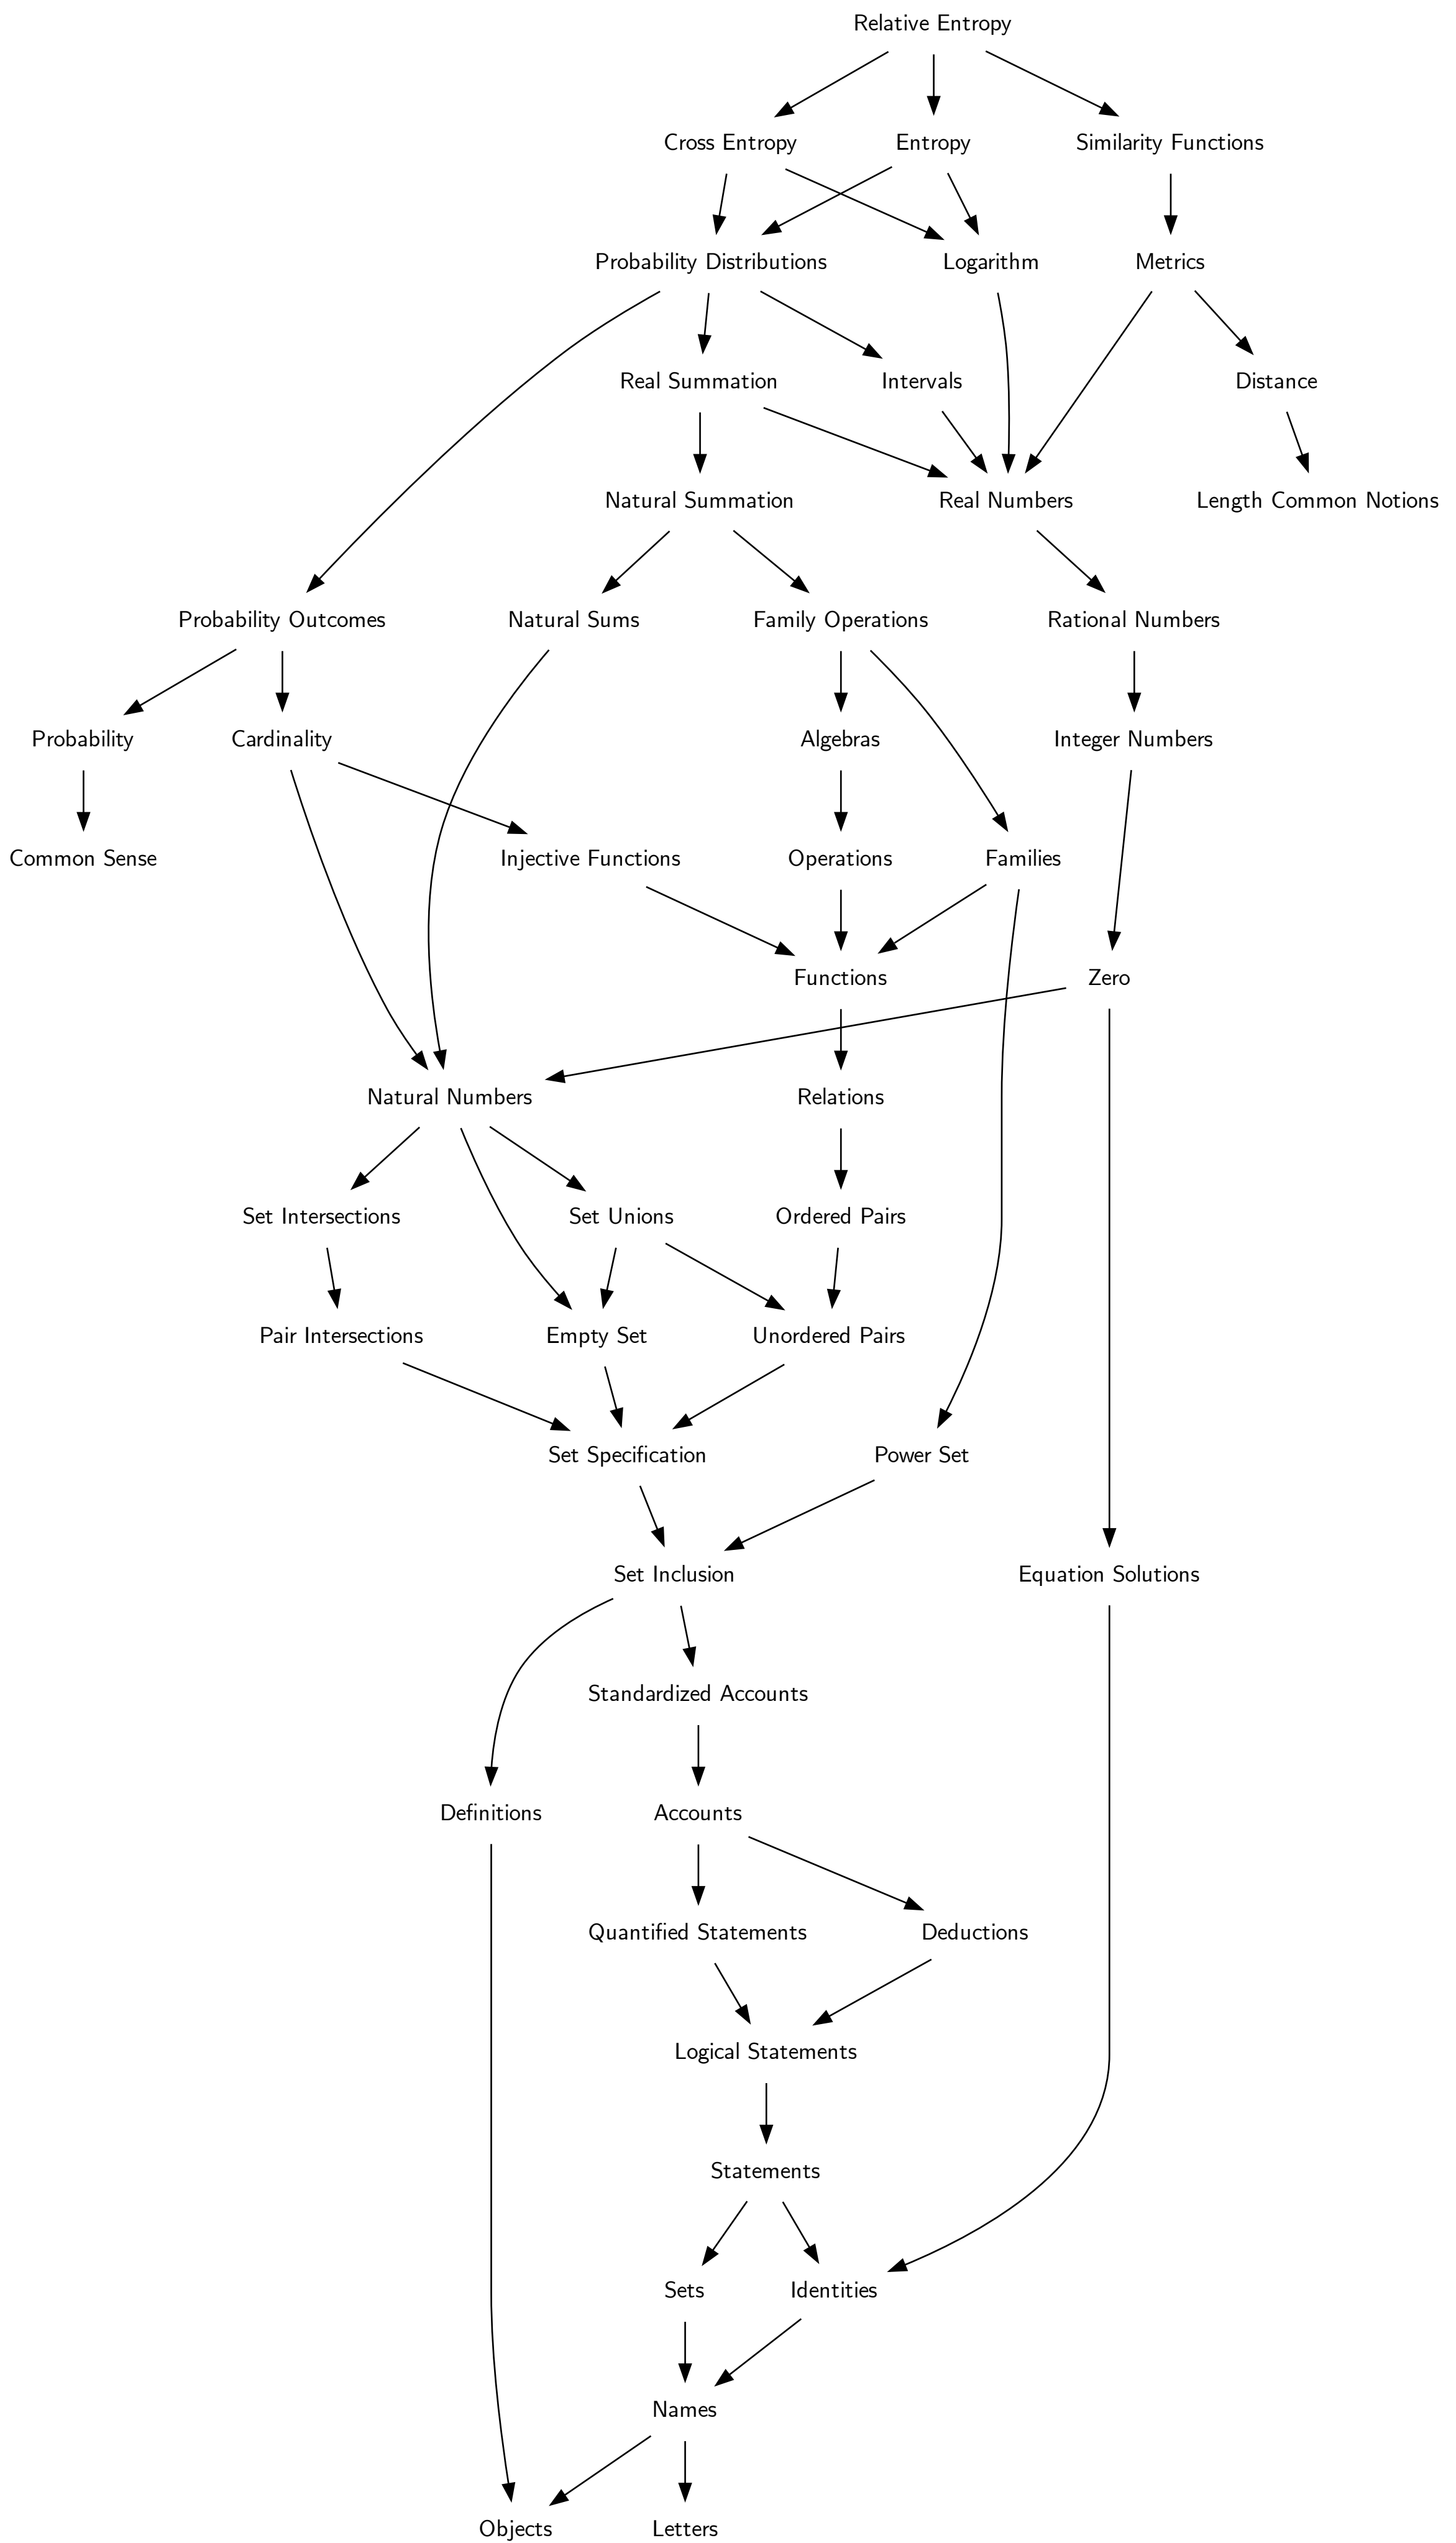 Relative Entropy
Cross Entropy
Entropy
Similarity Functions
Probability Distributions
Logarithm
Metrics
Real Summation
Intervals
Distance
Natural Summation
Real Numbers
Length Common Notions
Probability Outcomes
Natural Sums
Family Operations
Rational Numbers
Probability
Cardinality
Algebras
Integer Numbers
Common Sense
Injective Functions
Operations
Families
Functions
Zero
Natural Numbers
Relations
Set Intersections
Set Unions
Ordered Pairs
Pair Intersections
Empty Set
Unordered Pairs
Set Specification
Power Set
Set Inclusion
Equation Solutions
Standardized Accounts
Definitions
Accounts
Quantified Statements
Deductions
Logical Statements
Statements
Sets
Identities
Names
Objects
Letters